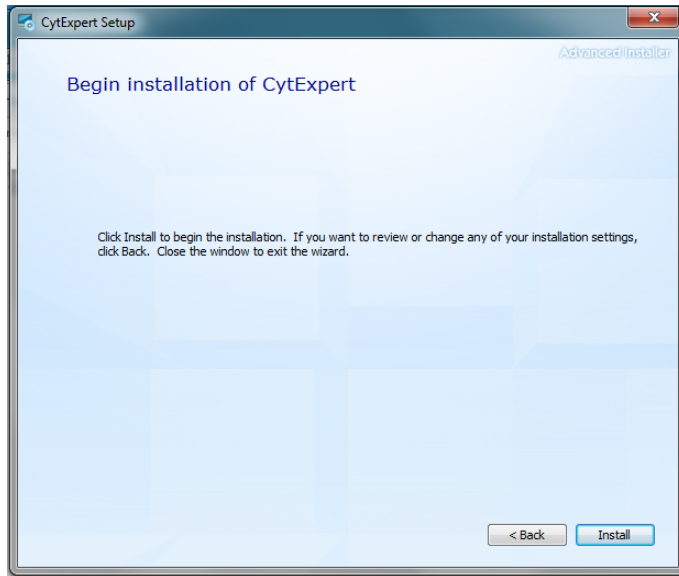 CytExpert Setup
Advanced Installer
Begin installation of CytExpert
Click Install to begin the installation.  If you want to review or change any of your installation settings,
click Back.  Close the window to exit the wizard.
< Back
Install